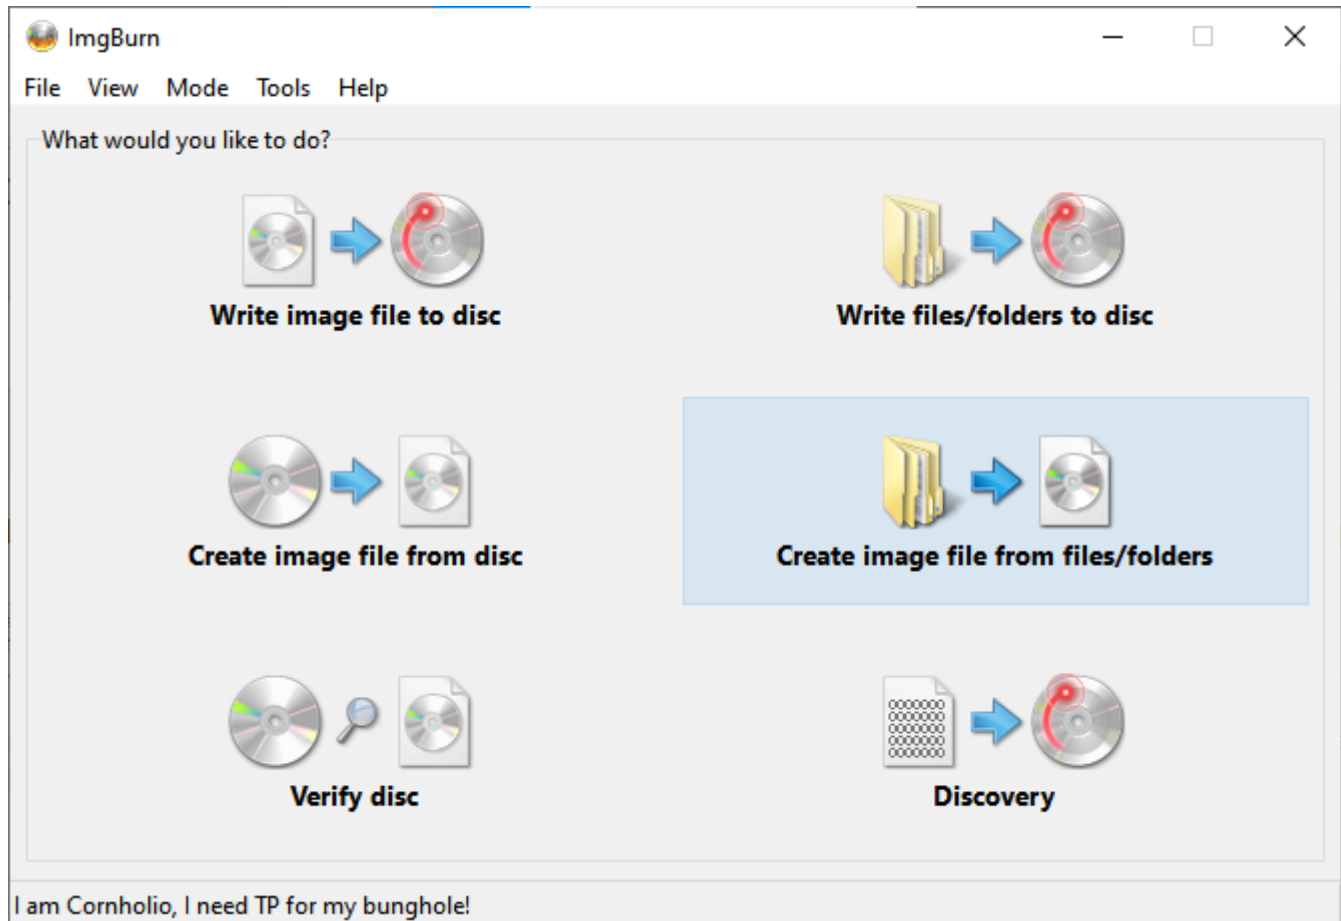 ImgBurn
File View Mode Tools Help
What would you like to do?
Write image file to disc
Write files/folders to disc
Create image file from disc
Create image file from files/folders
Verify disc
Discovery
I am Cornholio, I need TP for my bunghole!